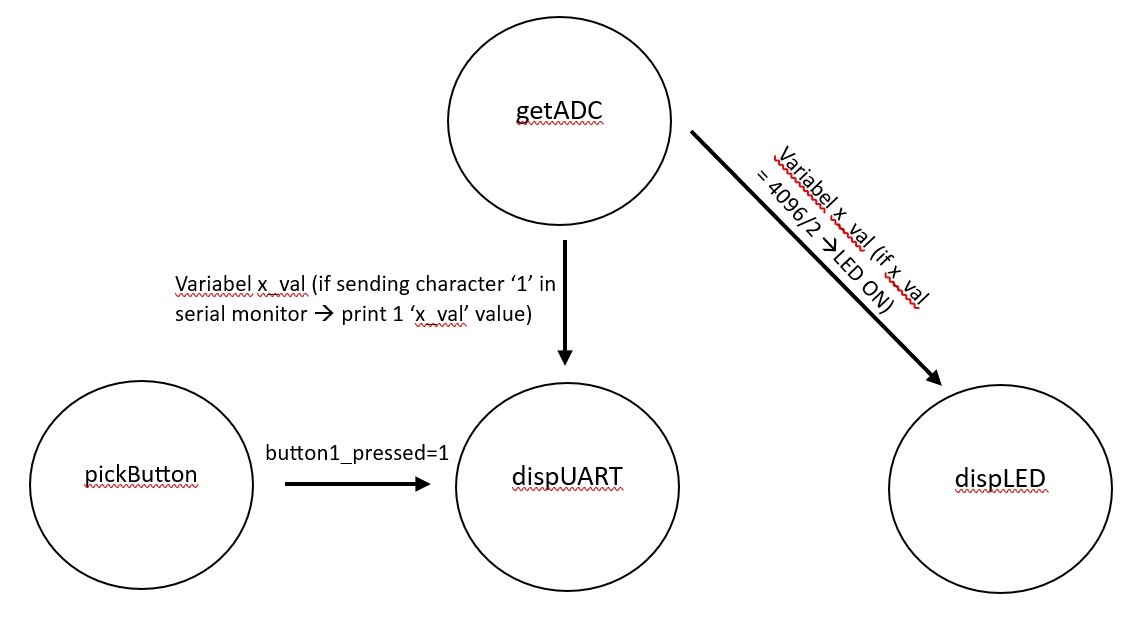 getADC
Variabel x_val (if x_val
= 4096/2 →LED ON)
Variabel x_val (if sending character ‘1’ in
serial monitor → print 1 ‘x_val’ value)
pickButton
button1_pressed=1
dispUART
dispLED